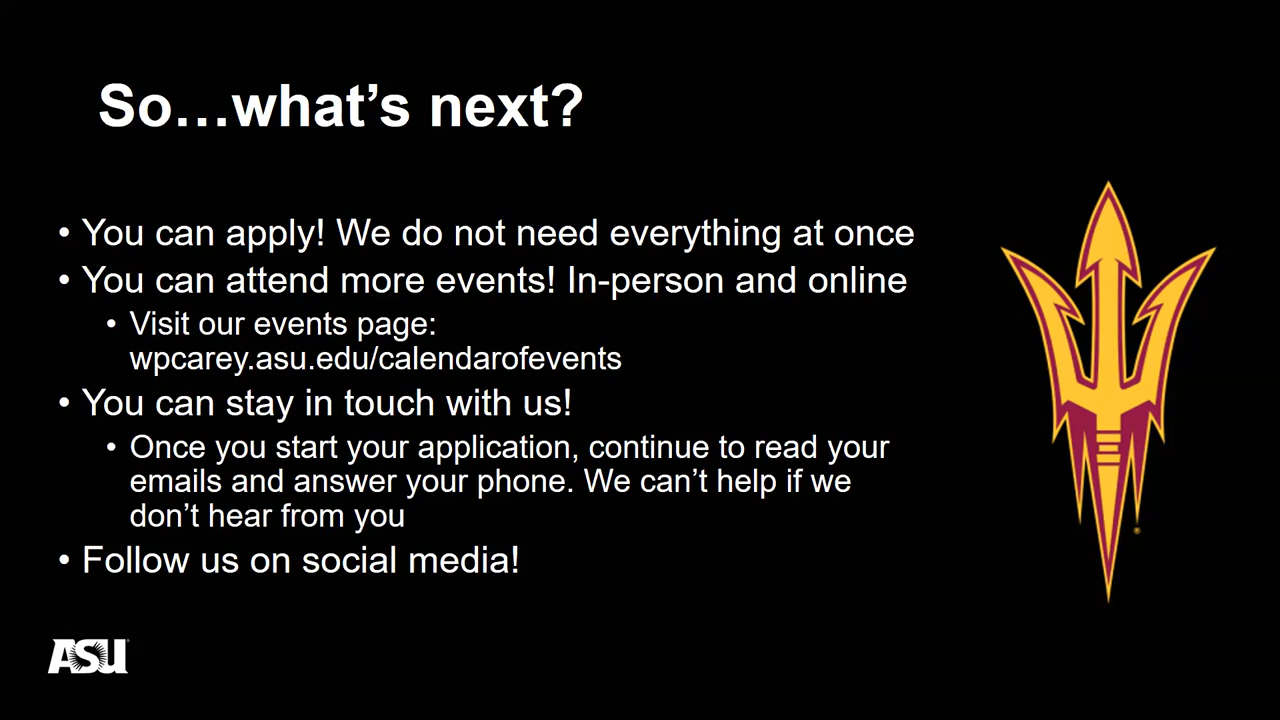 So…what’s next?
• You can apply! We do not need everything at once
• You can attend more events! In-person and online
• Visit our events page:
wpcarey.asu.edu/calendarofevents
• You can stay in touch with us!
• Once you start your application, continue to read your
emails and answer your phone. We can’t help if we
don’t hear from you
• Follow us on social media!
ASU